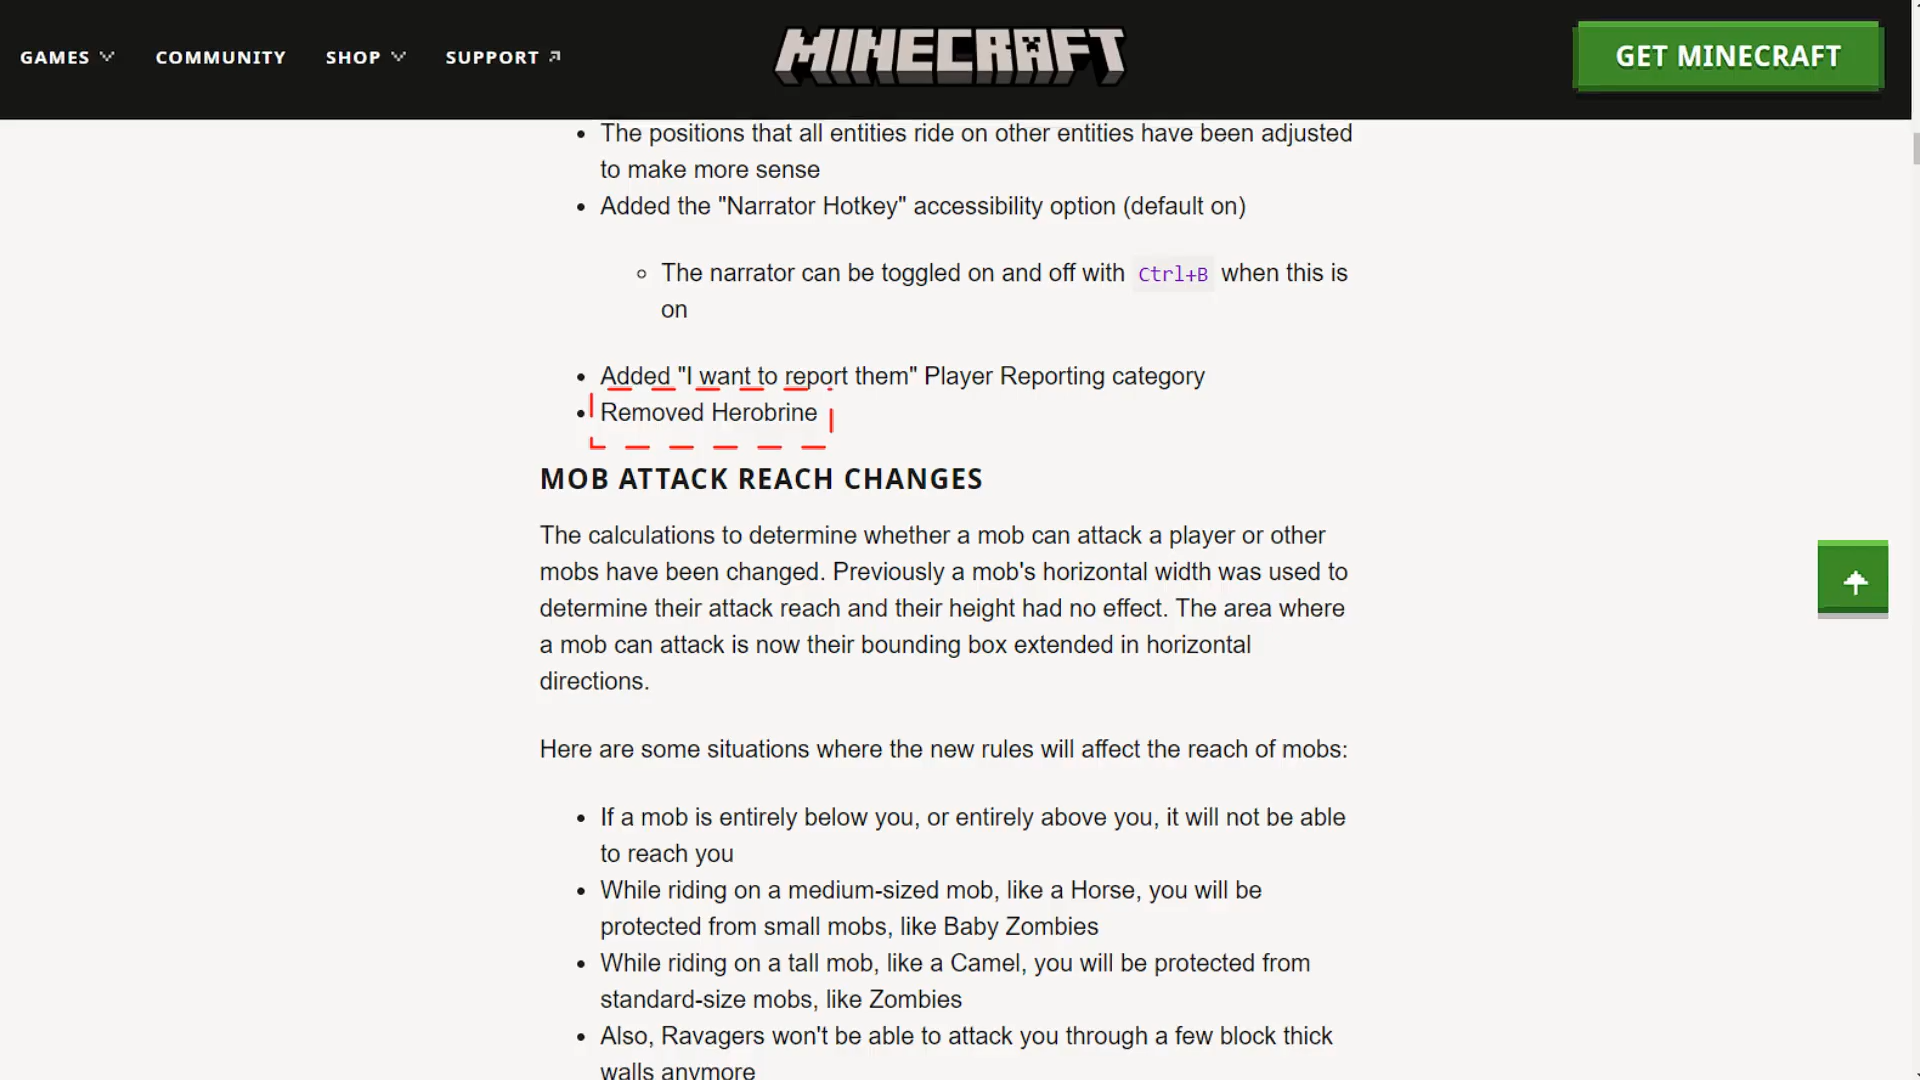 GAMES COMMUNITY SHOP SUPPORT MINECRAFT GET MINECRAFT
• The positions that all entities ride on other entities have been adjusted
to make more sense
• Added the "Narrator Hotkey" accessibility option (default on)
○ The narrator can be toggled on and off with Ctrl+B when this is
on
• Added "I want to report them" Player Reporting category
• Removed Herobrine
MOB ATTACK REACH CHANGES
The calculations to determine whether a mob can attack a player or other
mobs have been changed. Previously a mob's horizontal width was used to
determine their attack reach and their height had no effect. The area where
a mob can attack is now their bounding box extended in horizontal
directions.
Here are some situations where the new rules will affect the reach of mobs:
• If a mob is entirely below you, or entirely above you, it will not be able
to reach you
• While riding on a medium-sized mob, like a Horse, you will be
protected from small mobs, like Baby Zombies
• While riding on a tall mob, like a Camel, you will be protected from
standard-size mobs, like Zombies
• Also, Ravagers won't be able to attack you through a few block thick
walls anymore